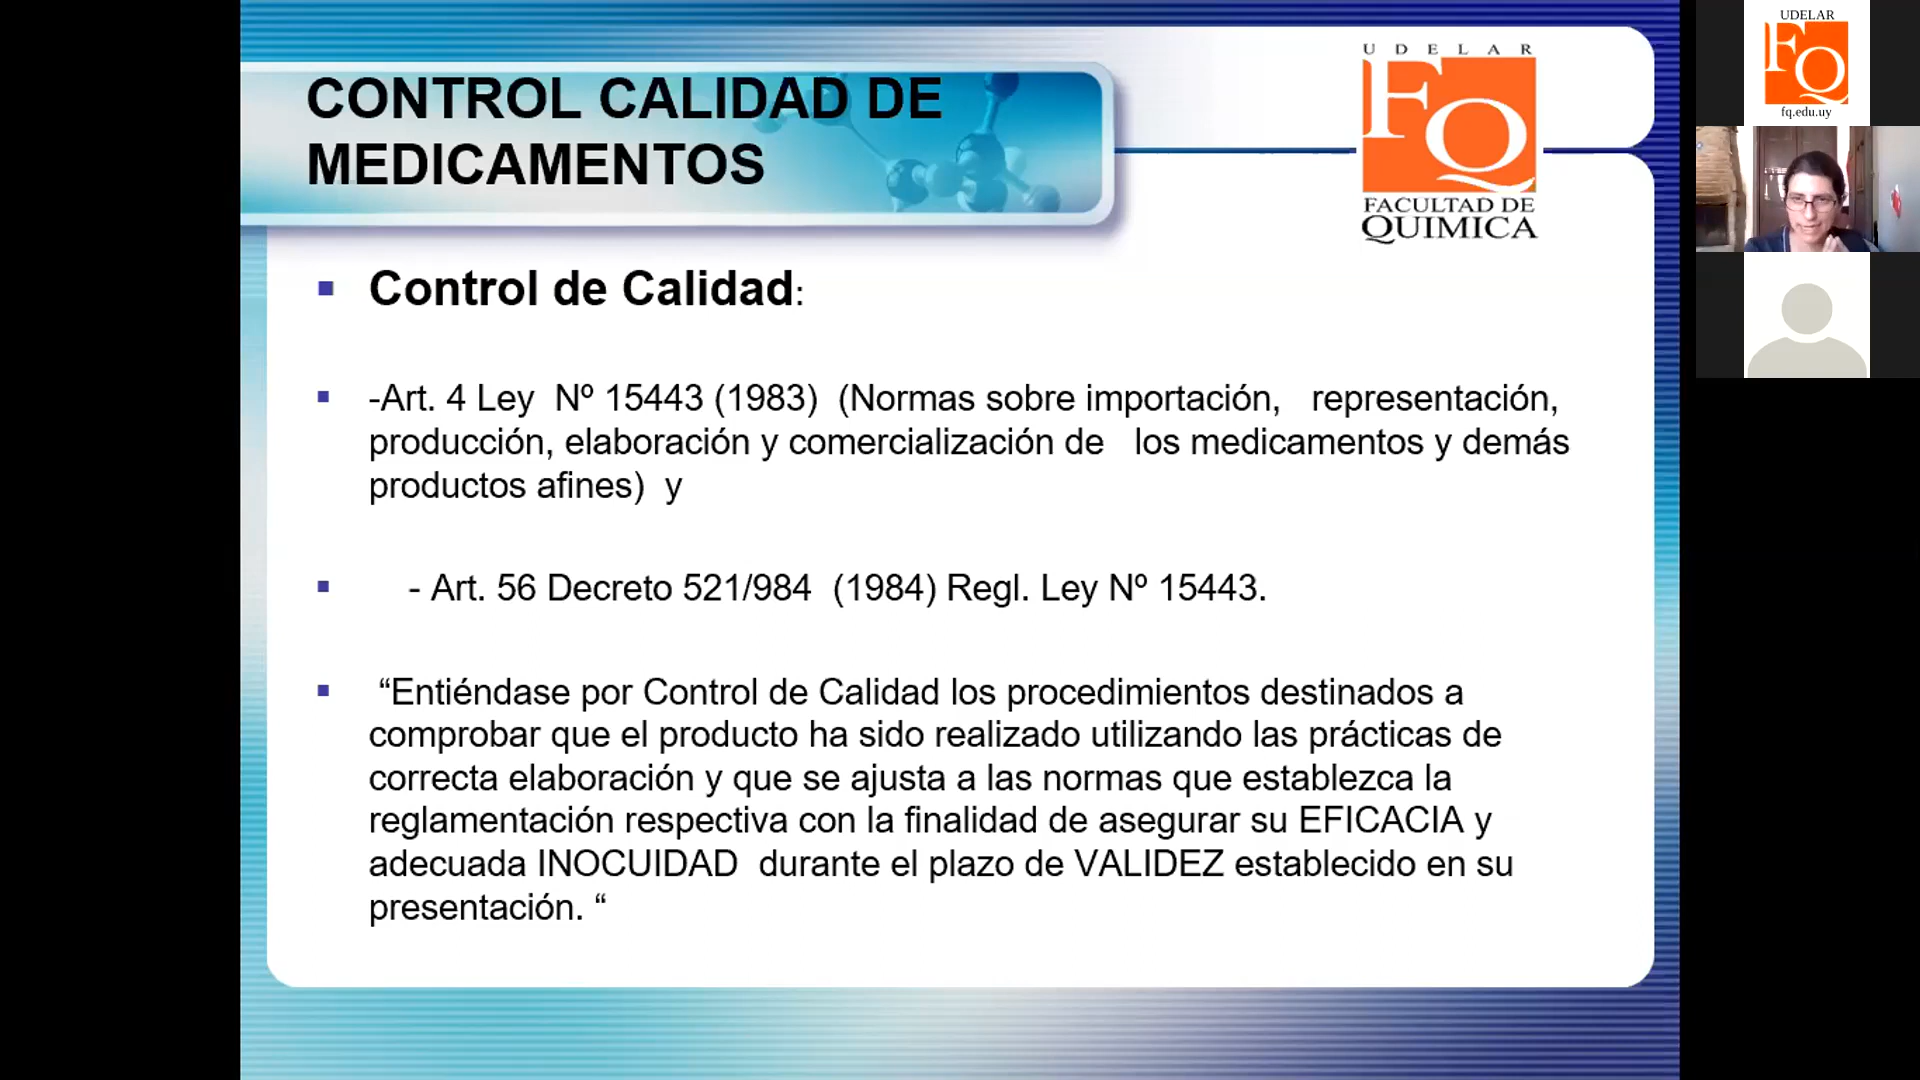 CONTROL CALIDAD DE
MEDICAMENTOS
UDELAR
FQ
FACULTAD DE
QUIMICA
Control de Calidad:
-Art. 4 Ley Nº 15443 (1983) (Normas sobre importación, representación,
producción, elaboración y comercialización de los medicamentos y demás
productos afines) y
- Art. 56 Decreto 521/984 (1984) Regl. Ley Nº 15443.
“Entiéndase por Control de Calidad los procedimientos destinados a
comprobar que el producto ha sido realizado utilizando las prácticas de
correcta elaboración y que se ajusta a las normas que establezca la
reglamentación respectiva con la finalidad de asegurar su EFICACIA y
adecuada INOCUIDAD durante el plazo de VALIDEZ establecido en su
presentación. “
UDELAR
FQ
fq.edu.uy